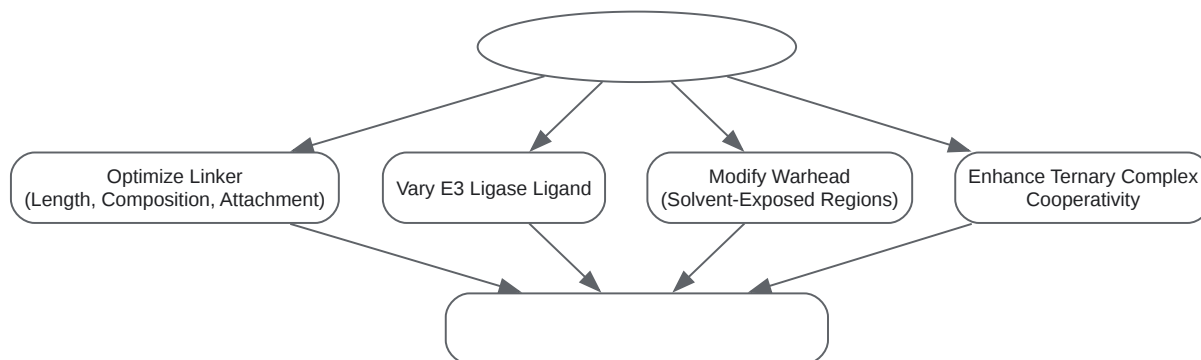 Optimize Linker
(Length, Composition, Attachment)
Vary E3 Ligase Ligand
Modify Warhead
(Solvent-Exposed Regions)
Enhance Ternary Complex
Cooperativity